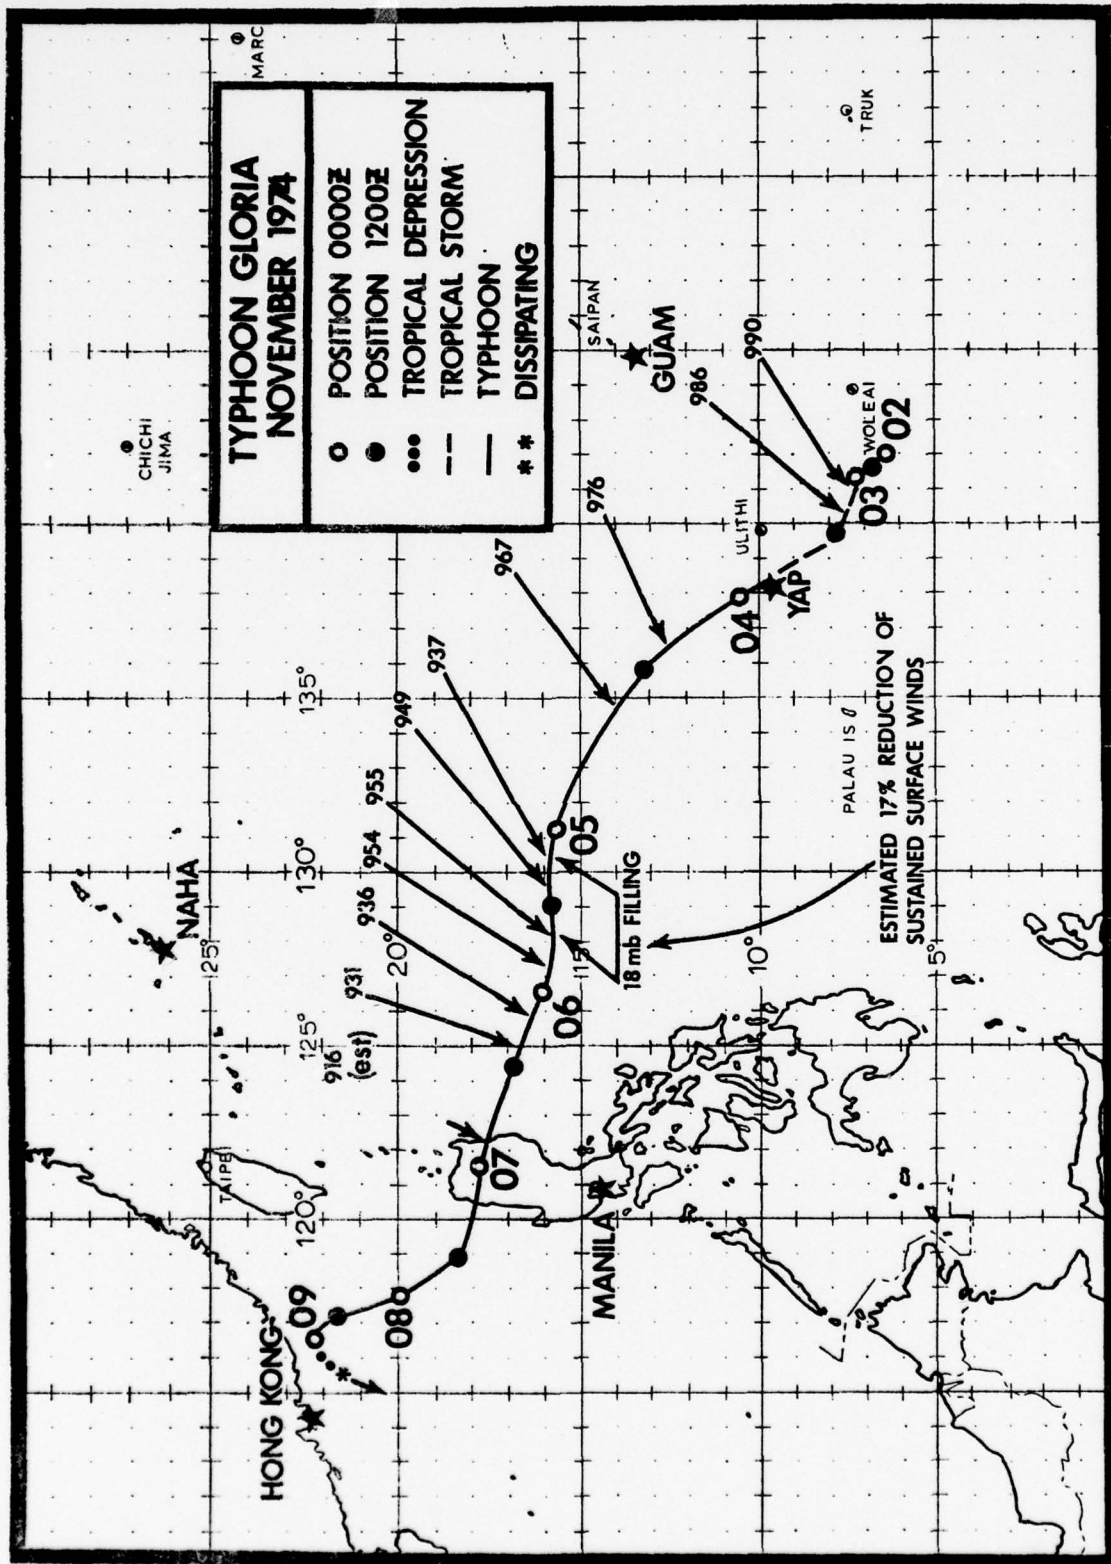 TYPHOON GLORIA
NOVEMBER 1974
POSITION 0000Z
POSITION 1200Z
TROPICAL DEPRESSION
TROPICAL STORM
TYPHOON
** DISSIPATING
MARC
CHICHI
JIMA
TRUK
SAIPAN
GUAM
990
986
WOLEAI
02
03
976
ULITHI
967
YAP
04
937
135°
949
955
PALAU IS
ESTIMATED 17% REDUCTION OF
SUSTAINED SURFACE WINDS
05
130°
954
18 mb FILLING
936
NAHA
25°
20°
15°
10°
5°
931
06
125°
916
(est)
07
TAIPEI
120°
MANILA
08
09
HONG KONG